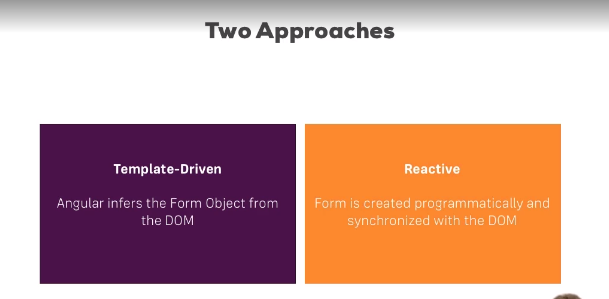 Two Approaches
Template-Driven
Angular infers the Form Object from
the DOM
Reactive
Form is created programmatically and
synchronized with the DOM